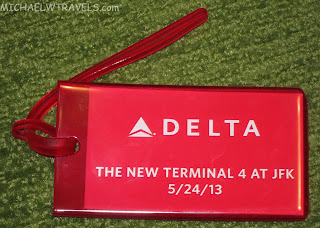 MICHAELWTRAVELS.COM
DELTA
THE NEW TERMINAL 4 AT JFK
5/24/13